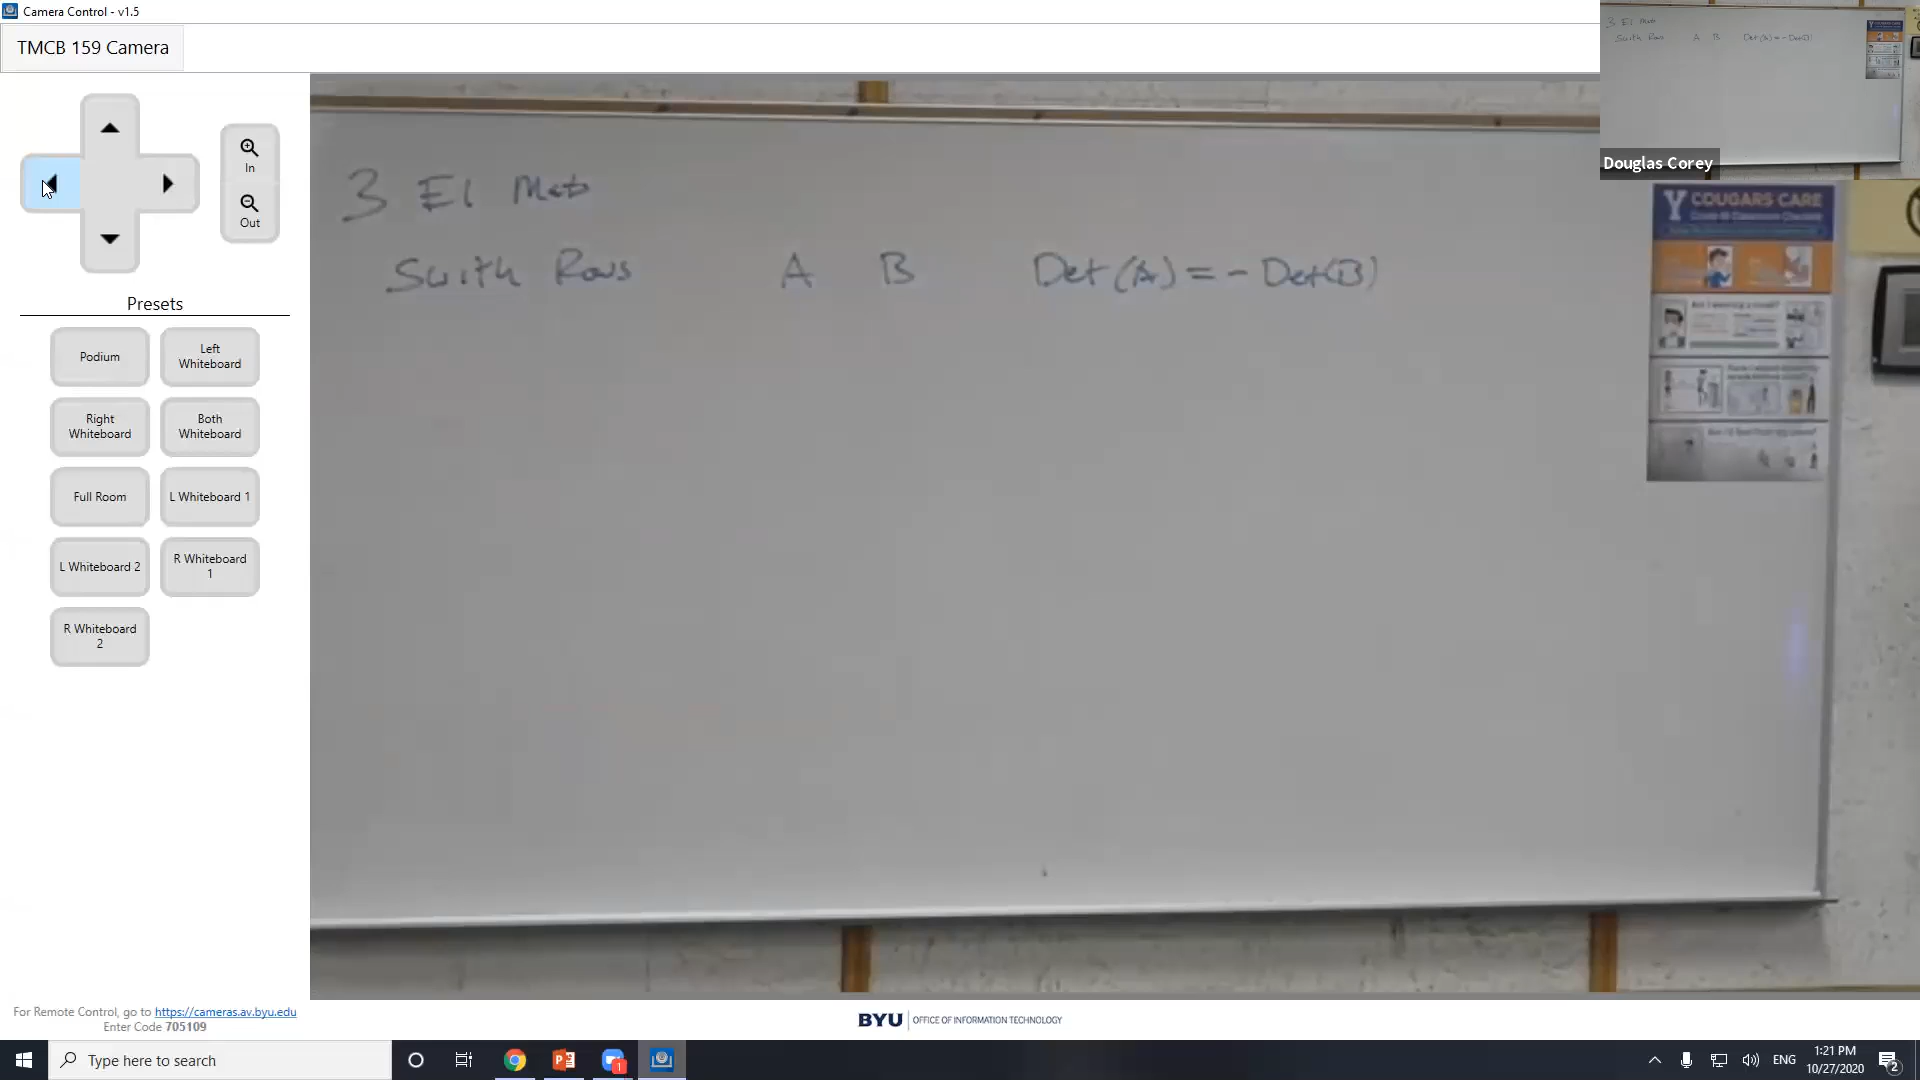 Camera Control - v1.5
TMCB 159 Camera
In
Out
Presets
Podium
Left
Whiteboard
Right
Whiteboard
Both
Whiteboard
Full Room
L Whiteboard 1
L Whiteboard 2
R Whiteboard
1
R Whiteboard
2
For Remote Control, go to https://cameras.av.byu.edu
Enter Code 705109
3 El Mat
Swith Rows A B Det(A) = - Det(B)
Y COUGARS CARE
Douglas Corey
BYU OFFICE OF INFORMATION TECHNOLOGY
Type here to search
ENG
1:21 PM
10/27/2020
2
1